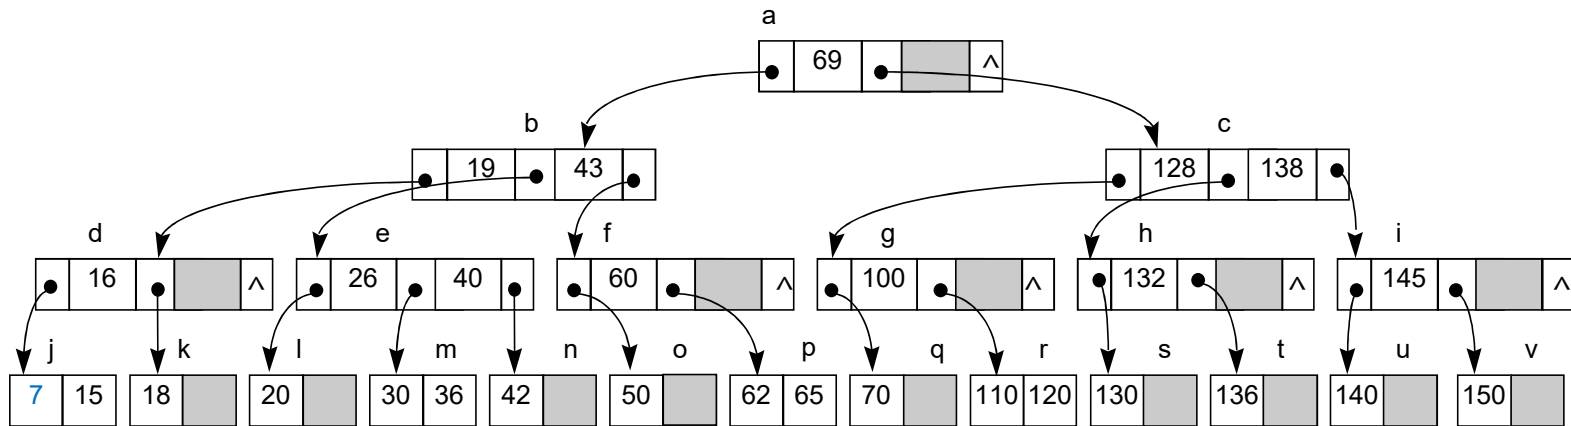 a
69 ^
b c
19 43 128 138
d e f g h i
16 ^ 26 40 60 ^ 100 ^ 132 ^ 145 ^
j k l m n o p q r s t u v
7 15 18 20 30 36 42 50 62 65 70 110 120 130 136 140 150